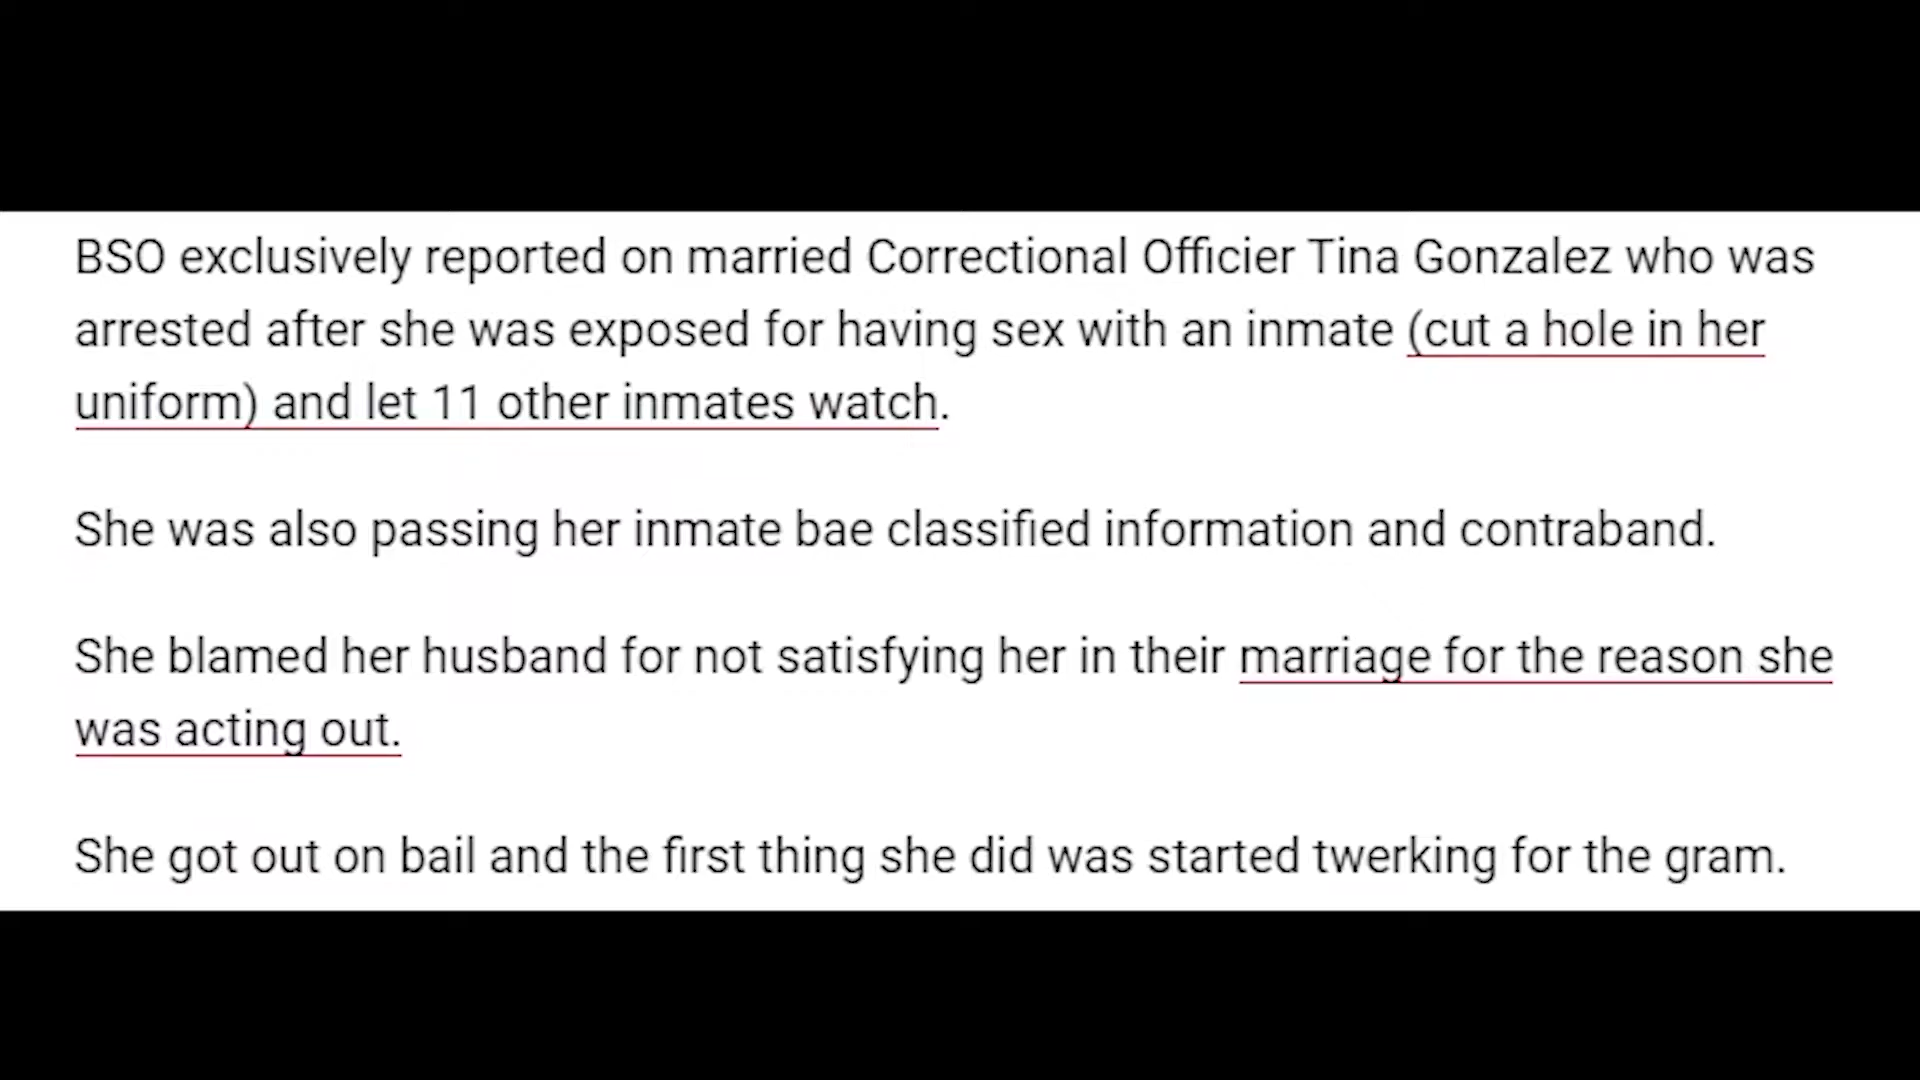 BSO exclusively reported on married Correctional Officier Tina Gonzalez who was
arrested after she was exposed for having sex with an inmate (cut a hole in her
uniform) and let 11 other inmates watch.
She was also passing her inmate bae classified information and contraband.
She blamed her husband for not satisfying her in their marriage for the reason she
was acting out.
She got out on bail and the first thing she did was started twerking for the gram.